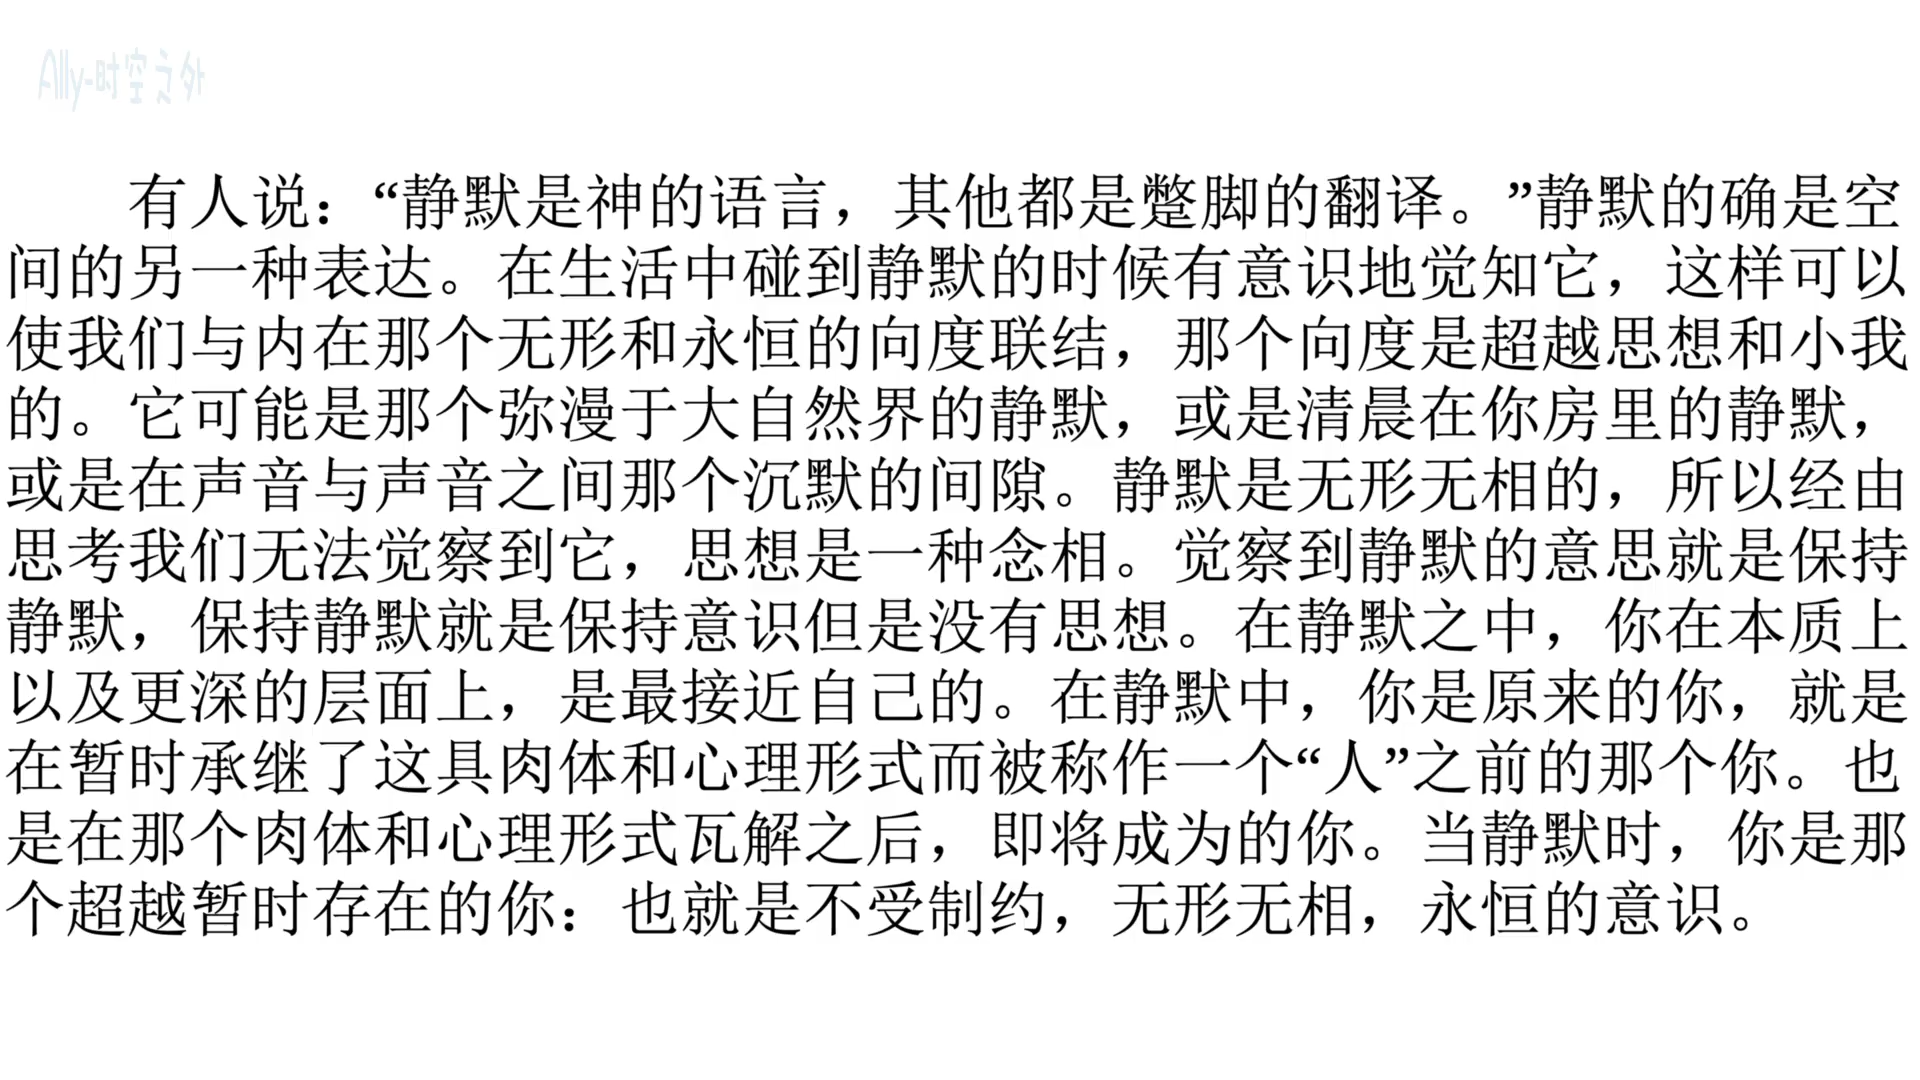 Ally-时空之外
有人说：“静默是神的语言，其他都是蹩脚的翻译。”静默的确是空
间的另一种表达。在生活中碰到静默的时候有意识地觉知它，这样可以
使我们与内在那个无形和永恒的向度联结，那个向度是超越思想和小我
的。它可能是那个弥漫于大自然界的静默，或是清晨在你房里的静默，
或是在声音与声音之间那个沉默的间隙。静默是无形无相的，所以经由
思考我们无法觉察到它，思想是一种念相。觉察到静默的意思就是保持
静默，保持静默就是保持意识但是没有思想。在静默之中，你在本质上
以及更深的层面上，是最接近自己的。在静默中，你是原来的你，就是
在暂时承继了这具肉体和心理形式而被称作一个“人”之前的那个你。也
是在那个肉体和心理形式瓦解之后，即将成为的你。当静默时，你是那
个超越暂时存在的你：也就是不受制约，无形无相，永恒的意识。